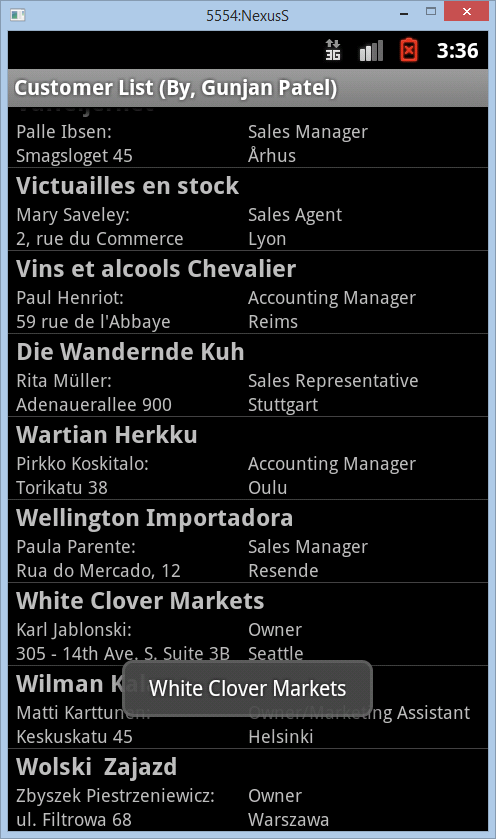 5554:NexusS
3G 3:36
Customer List (By, Gunjan Patel)
Palle Ibsen: Sales Manager
Smagsloget 45 Århus
Victuailles en stock
Mary Saveley: Sales Agent
2, rue du Commerce Lyon
Vins et alcools Chevalier
Paul Henriot: Accounting Manager
59 rue de l'Abbaye Reims
Die Wandernde Kuh
Rita Müller: Sales Representative
Adenauerallee 900 Stuttgart
Wartian Herkku
Pirkko Koskitalo: Accounting Manager
Torikatu 38 Oulu
Wellington Importadora
Paula Parente: Sales Manager
Rua do Mercado, 12 Resende
White Clover Markets
Karl Jablonski: Owner
305 - 14th Ave. S. Suite 3B Seattle
Wilman
White Clover Markets
Matti Karttunen: Owner/Marketing Assistant
Keskuskatu 45 Helsinki
Wolski  Zajazd
Zbyszek Piestrzeniewicz: Owner
ul. Filtrowa 68 Warszawa